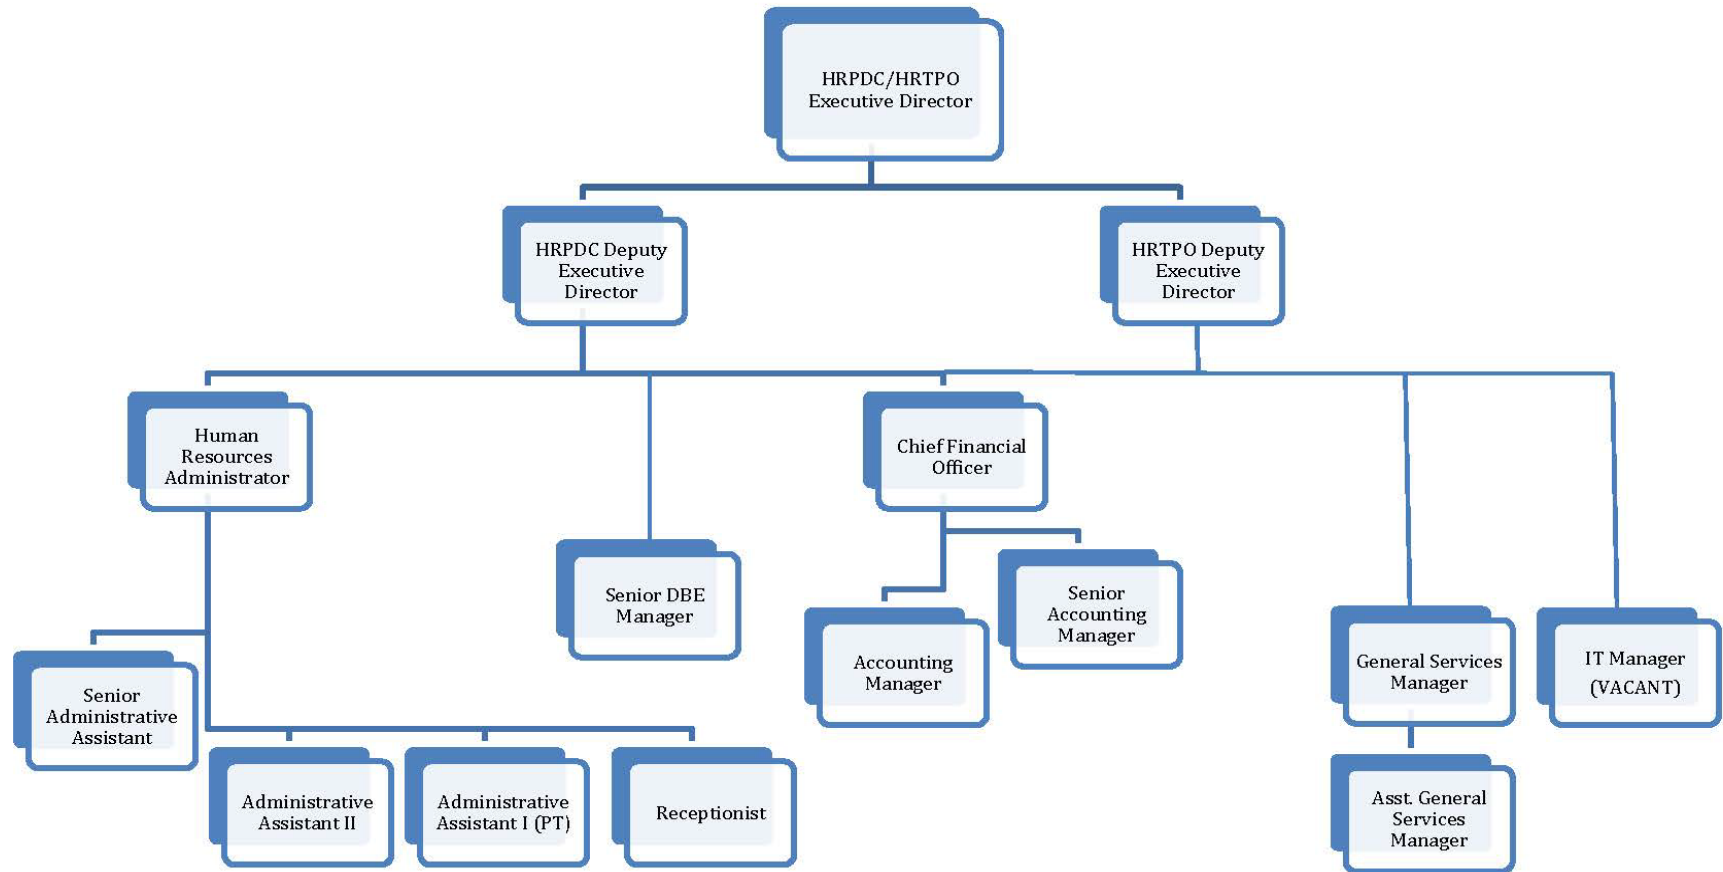 HRPDC/HRTPO
Executive Director
HRPDC Deputy
Executive
Director
HRTPO Deputy
Executive
Director
Human
Resources
Administrator
Chief Financial
Officer
Senior DBE
Manager
Senior
Accounting
Manager
Accounting
Manager
General Services
Manager
IT Manager
(VACANT)
Senior
Administrative
Assistant
Administrative
Assistant II
Administrative
Assistant I (PT)
Receptionist
Asst. General
Services
Manager